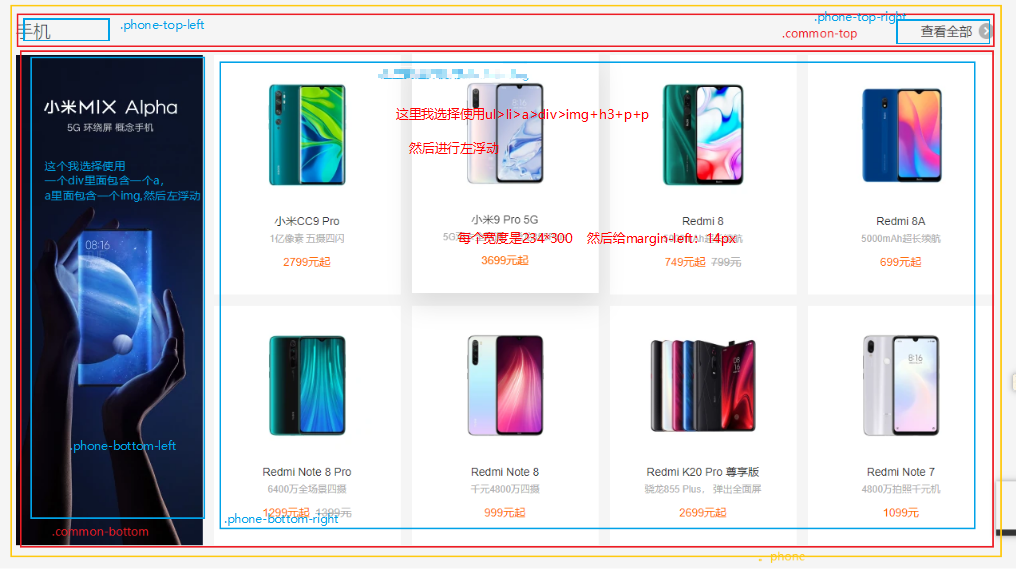 手机
.phone-top-left
.phone-top-right
.common-top
查看全部
小米MIX Alpha
5G 环绕屏 概念手机
这个我选择使用
一个div里面包含一个a，
a里面包含一个img,然后左浮动
08:16
.phone-bottom-left
.common-bottom
这里我选择使用ul>li>a>div>img+h3+p+p
然后进行左浮动
每个宽度是234*300 然后给margin-left：14px
小米CC9 Pro
1亿像素 五摄四闪
2799元起
小米9 Pro 5G
3699元起
Redmi 8
749元起 799元
Redmi 8A
5000mAh超长续航
699元起
Redmi Note 8 Pro
6400万全场景四摄
1299元起 1399元
Redmi Note 8
千元4800万四摄
999元起
Redmi K20 Pro 尊享版
骁龙855 Plus， 弹出全面屏
2699元起
8:16
Redmi Note 7
4800万拍照千元机
1099元
.phone-bottom-right
. phone